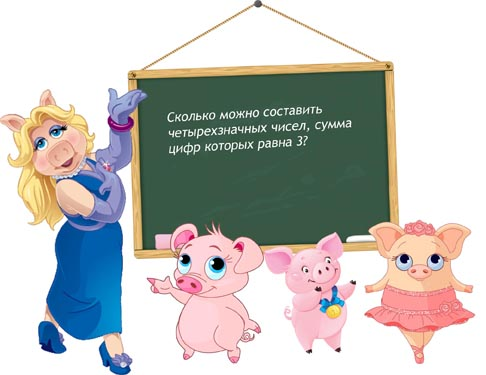 Сколько можно составить
четырехзначных чисел, сумма
цифр которых равна 3?